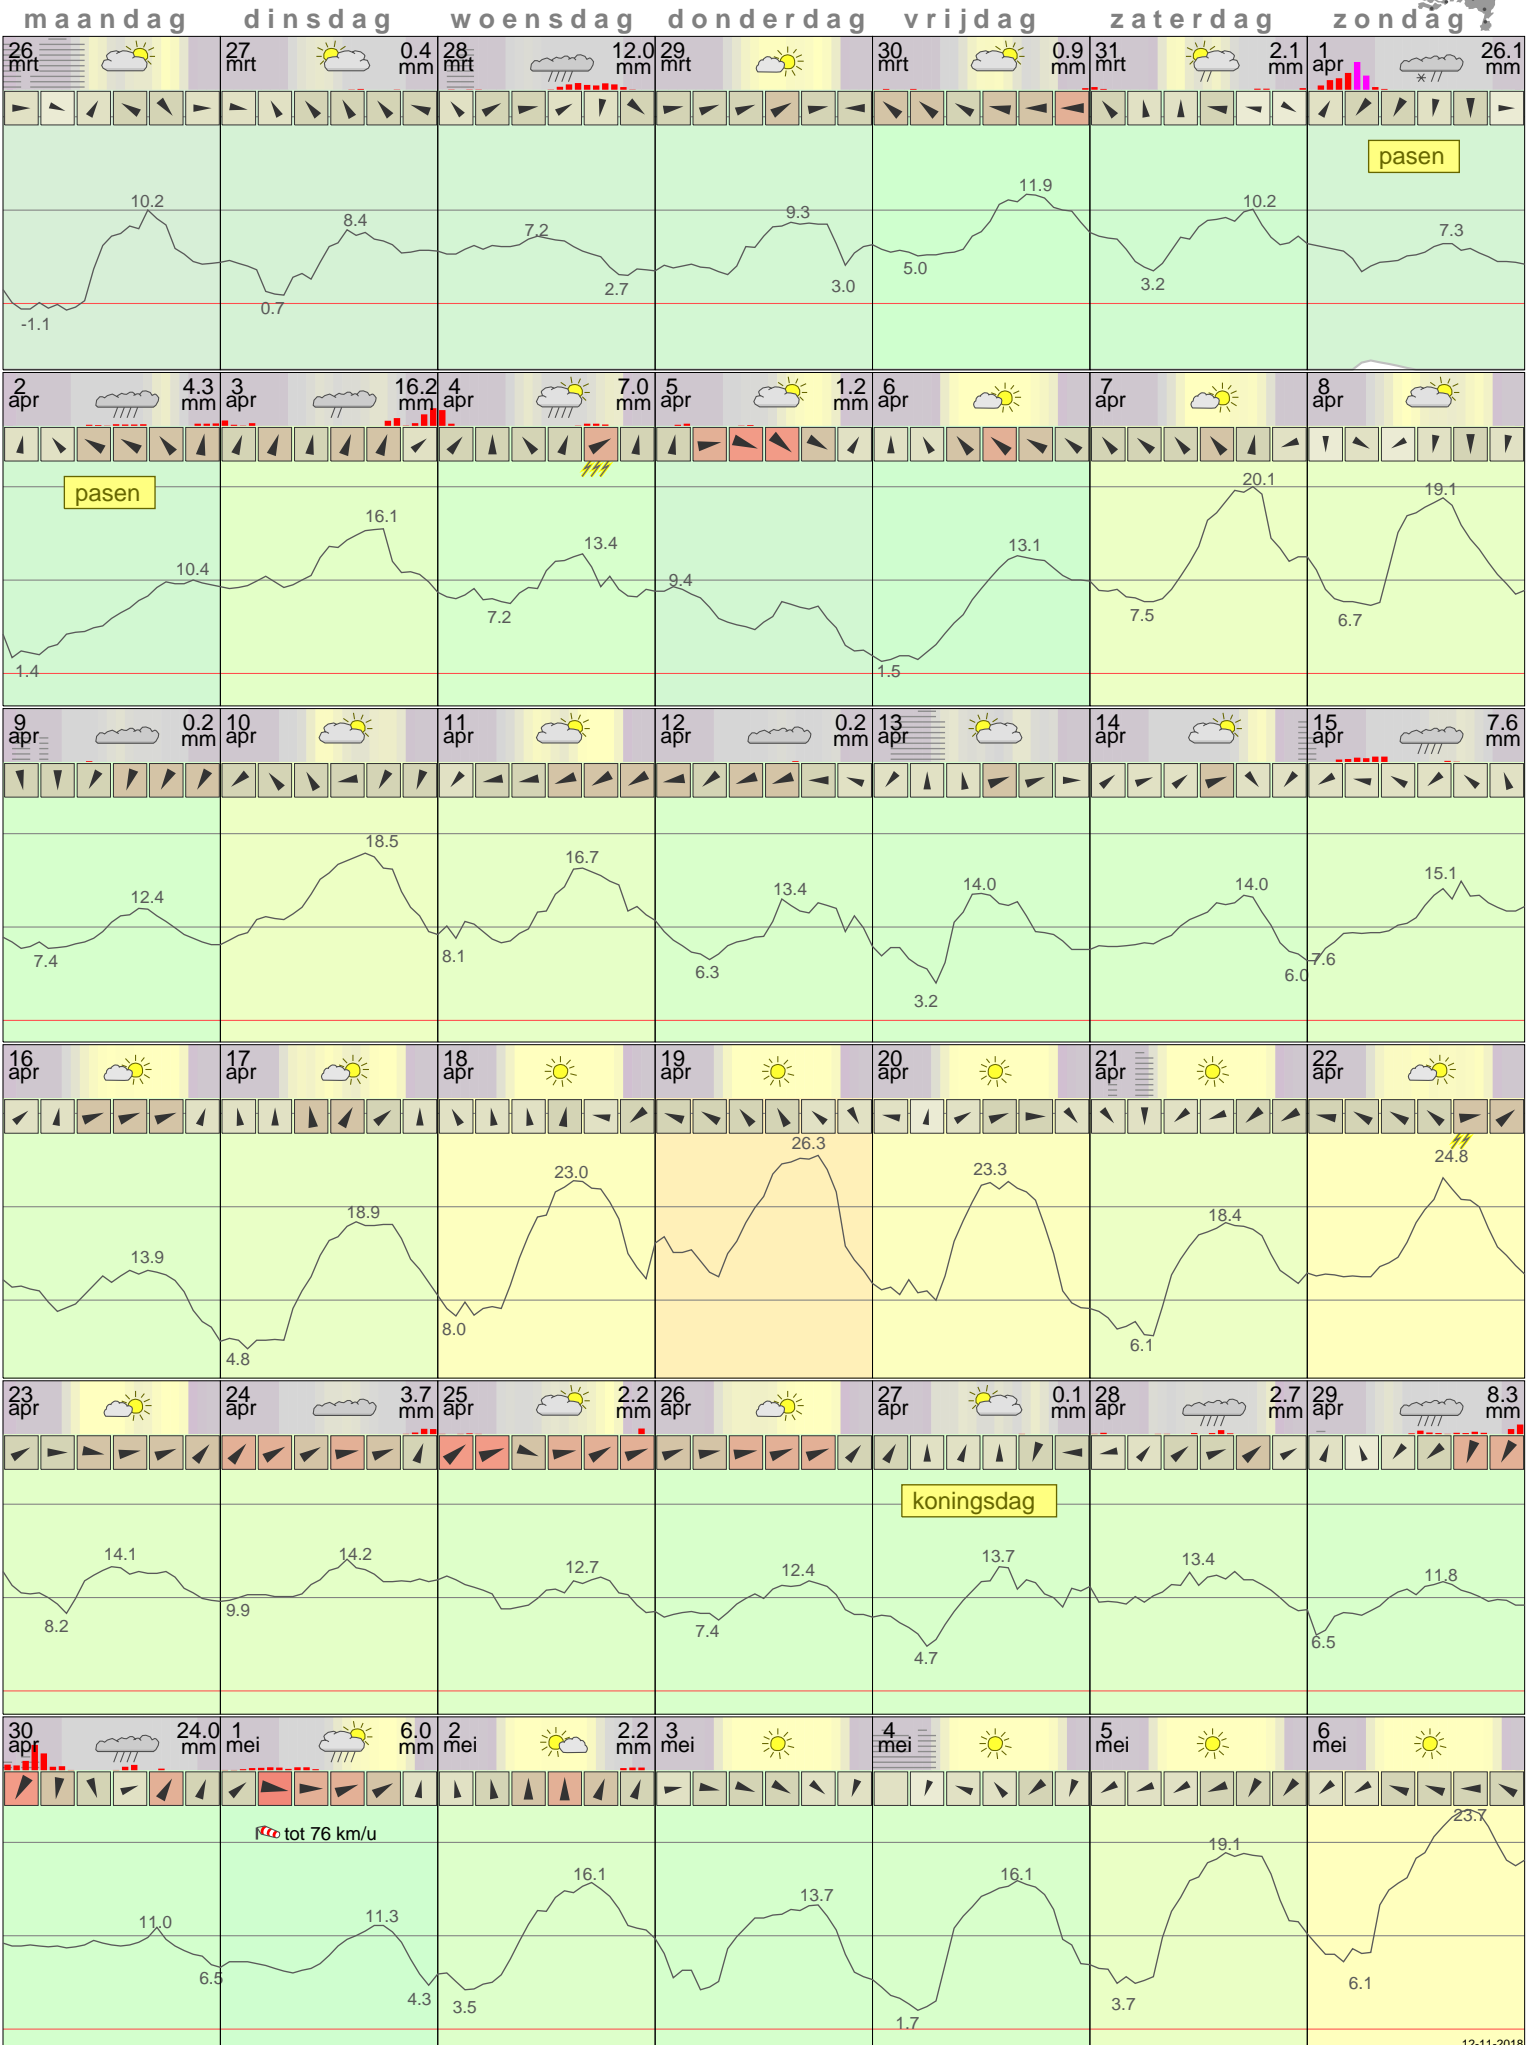 maandag dinsdag woensdag donderdag vrijdag zaterdag zondag
26 27 0.4 28 12.0 29 30 0.9 31 2.1 1 26.1
mrt mrt mm mrt mm mrt mrt mm mrt mm apr mm
pasen
10.2 8.4 7.2 9.3 11.9 10.2 7.3
-1.1 0.7 2.7 3.0 5.0 3.2
2 4.3 3 16.2 4 7.0 5 1.2 6 7 8
apr mm apr mm apr mm apr mm apr apr apr
pasen
10.4 16.1 13.4 9.4 13.1 20.1 19.1
1.4 7.2 1.5 7.5 6.7
9 0.2 10 11 12 0.2 13 14 15 7.6
apr mm apr apr apr mm apr apr apr mm
12.4 18.5 16.7 13.4 14.0 14.0 15.1
7.4 8.1 6.3 3.2 6.0 7.6
16 17 18 19 20 21 22
apr apr apr apr apr apr apr
13.9 18.9 23.0 26.3 23.3 18.4 24.8
4.8 8.0 6.1
23 24 3.7 25 2.2 26 27 0.1 28 2.7 29 8.3
apr apr mm apr mm apr apr mm apr mm apr mm
koningsdag
14.1 14.2 12.7 12.4 13.7 13.4 11.8
8.2 9.9 7.4 4.7 6.5
30 24.0 1 6.0 2 2.2 3 4 5 6
apr mm mei mm mei mm mei mei mei mei
tot 76 km/u
11.0 11.3 16.1 13.7 16.1 19.1 23.7
6.5 4.3 3.5 1.7 3.7 6.1
12-11-2018